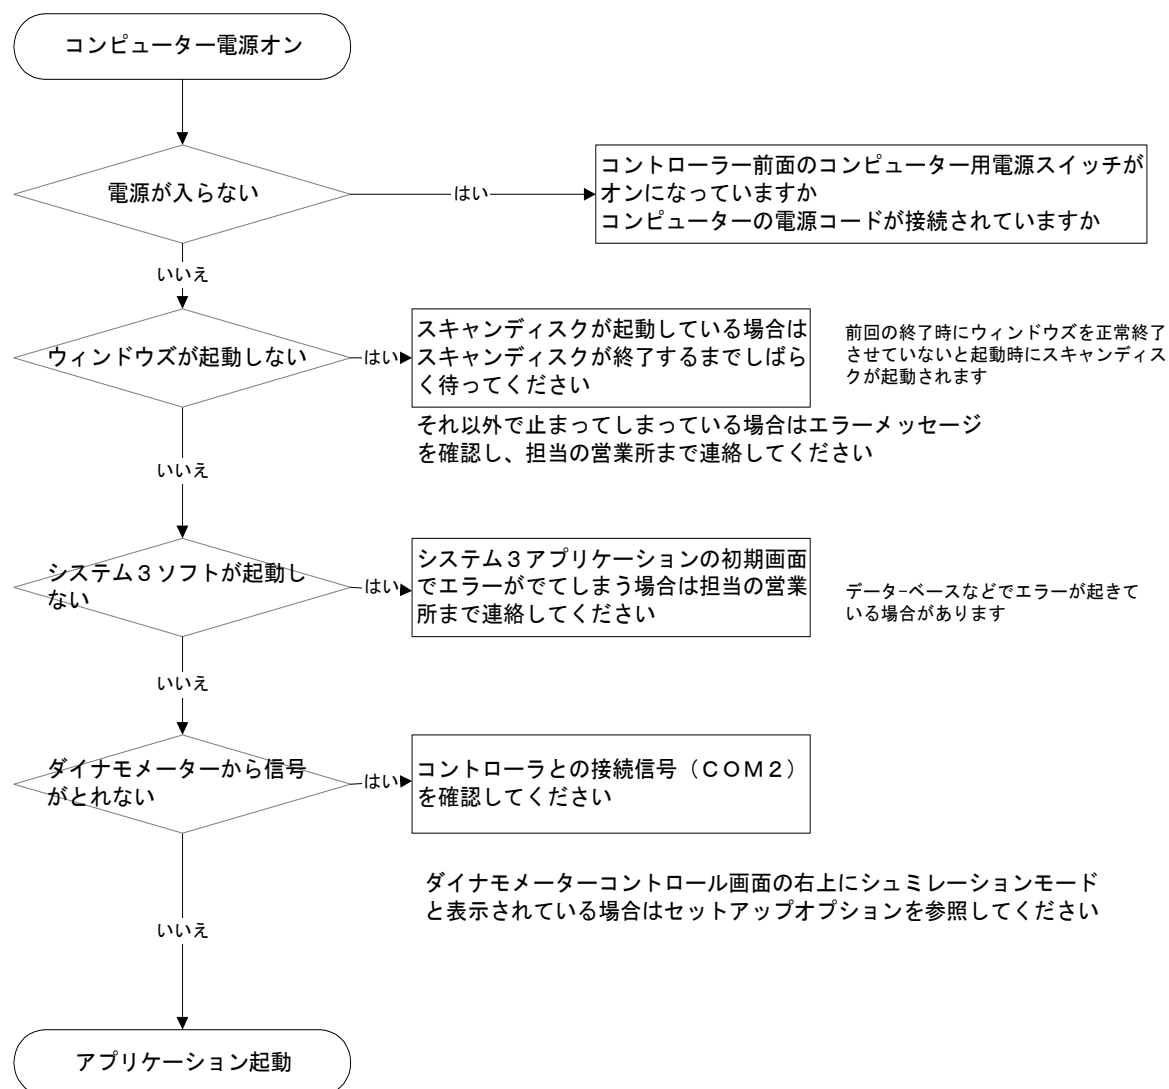 コンピューター電源オン
電源が入らない
はい
コントローラー前面のコンピューター用電源スイッチが
オンになっていますか
コンピューターの電源コードが接続されていますか
いいえ
ウィンドウズが起動しない
はい
スキャンディスクが起動している場合は
スキャンディスクが終了するまでしばら
く待ってください
前回の終了時にウィンドウズを正常終了
させていないと起動時にスキャンディス
クが起動されます
それ以外で止まってしまっている場合はエラーメッセージ
を確認し、担当の営業所まで連絡してください
いいえ
システム３ソフトが起動し
ない
はい
システム３アプリケーションの初期画面
でエラーがでてしまう場合は担当の営業
所まで連絡してください
データ-ベースなどでエラーが起きて
いる場合があります
いいえ
ダイナモメーターから信号
がとれない
はい
コントローラとの接続信号（ＣＯＭ２）
を確認してください
ダイナモメーターコントロール画面の右上にシュミレーションモード
と表示されている場合はセットアップオプションを参照してください
いいえ
アプリケーション起動